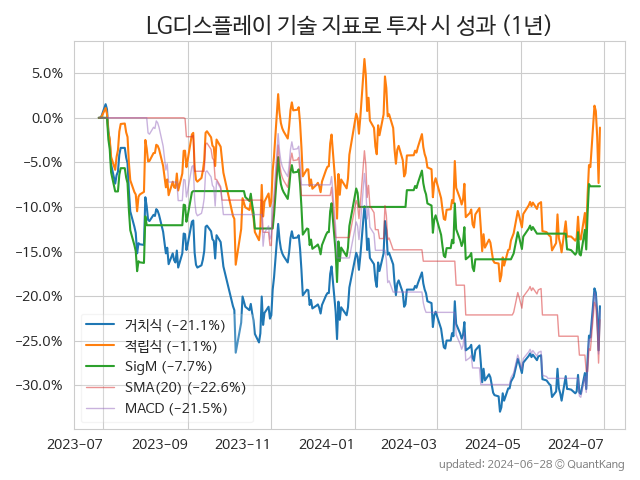 LG디스플레이 기술 지표로 투자 시 성과 (1년)
5.0%
0.0%
−5.0%
−10.0%
−15.0%
−20.0%
−25.0%
−30.0%
거치식 (−21.1%)
적립식 (−1.1%)
SigM (−7.7%)
SMA(20) (−22.6%)
MACD (−21.5%)
2023-07 2023-09 2023-11 2024-01 2024-03 2024-05 2024-07
updated: 2024-06-28 © QuantKang